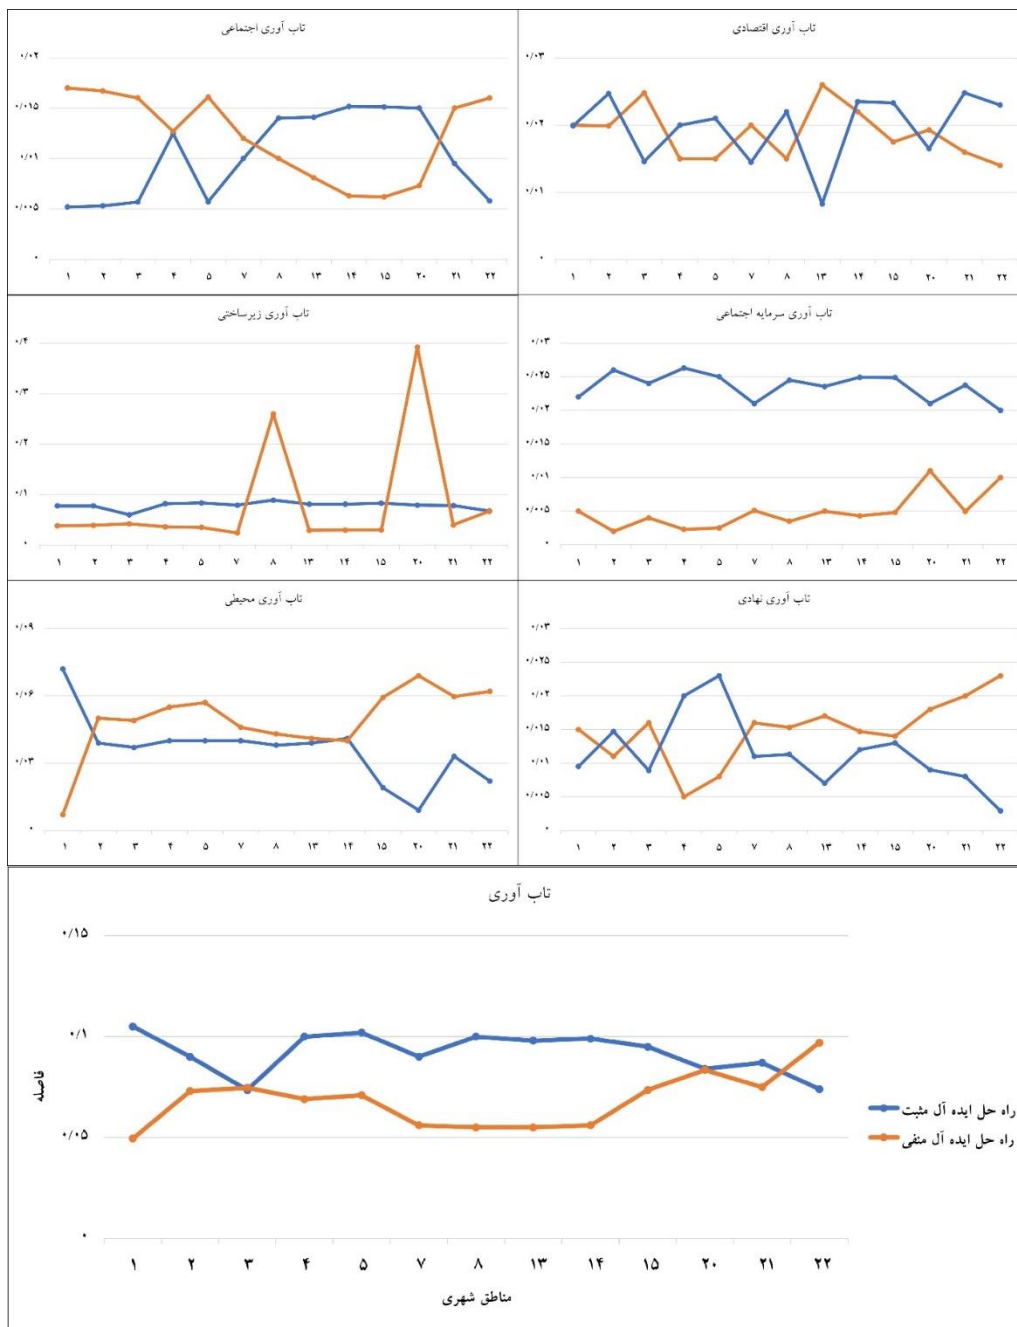 تاب آوری اجتماعی
۰/۰۲
۰/۰۱۵
۰/۰۱
۰/۰۰۵
۰
۱ ۲ ۳ ۴ ۵ ۷ ۸ ۱۳ ۱۴ ۱۵ ۲۰ ۲۱ ۲۲
تاب آوری اقتصادی
۰/۰۳
۰/۰۲
۰/۰۱
۰
۱ ۲ ۳ ۴ ۵ ۷ ۸ ۱۳ ۱۴ ۱۵ ۲۰ ۲۱ ۲۲
تاب آوری زیرساختی
۰/۴
۰/۳
۰/۲
۰/۱
۰
۱ ۲ ۳ ۴ ۵ ۷ ۸ ۱۳ ۱۴ ۱۵ ۲۰ ۲۱ ۲۲
تاب آوری سرمایه اجتماعی
۰/۰۳
۰/۰۲۵
۰/۰۲
۰/۰۱۵
۰/۰۱
۰/۰۰۵
۰
۱ ۲ ۳ ۴ ۵ ۷ ۸ ۱۳ ۱۴ ۱۵ ۲۰ ۲۱ ۲۲
تاب آوری محیطی
۰/۰۹
۰/۰۶
۰/۰۳
۰
۱ ۲ ۳ ۴ ۵ ۷ ۸ ۱۳ ۱۴ ۱۵ ۲۰ ۲۱ ۲۲
تاب آوری نهادی
۰/۰۳
۰/۰۲۵
۰/۰۲
۰/۰۱۵
۰/۰۱
۰/۰۰۵
۰
۱ ۲ ۳ ۴ ۵ ۷ ۸ ۱۳ ۱۴ ۱۵ ۲۰ ۲۱ ۲۲
تاب آوری
۰/۱۵
۰/۱
۰/۰۵
۰
فاصله
۱ ۲ ۳ ۴ ۵ ۷ ۸ ۱۳ ۱۴ ۱۵ ۲۰ ۲۱ ۲۲
مناطق شهری
راه حل ایده آل مثبت
راه حل ایده آل منفی